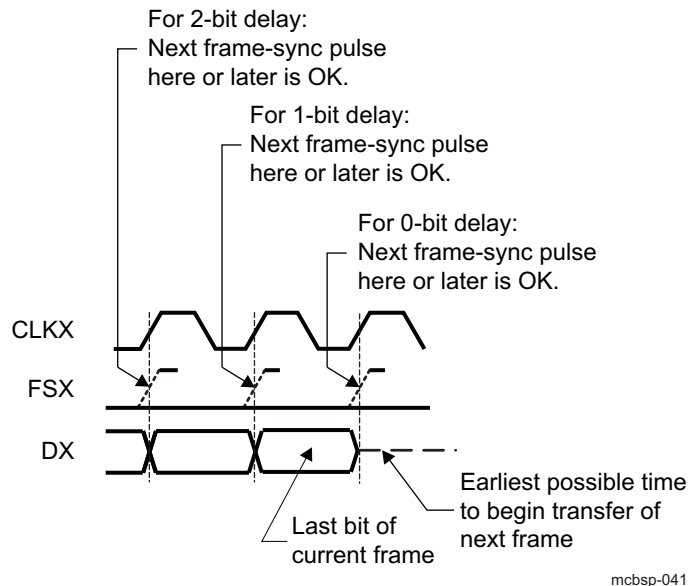 For 2-bit delay:
Next frame-sync pulse
here or later is OK.
For 1-bit delay:
Next frame-sync pulse
here or later is OK.
For 0-bit delay:
Next frame-sync pulse
here or later is OK.
CLKX
FSX
DX
Last bit of
current frame
Earliest possible time
to begin transfer of
next frame
mcbsp-041